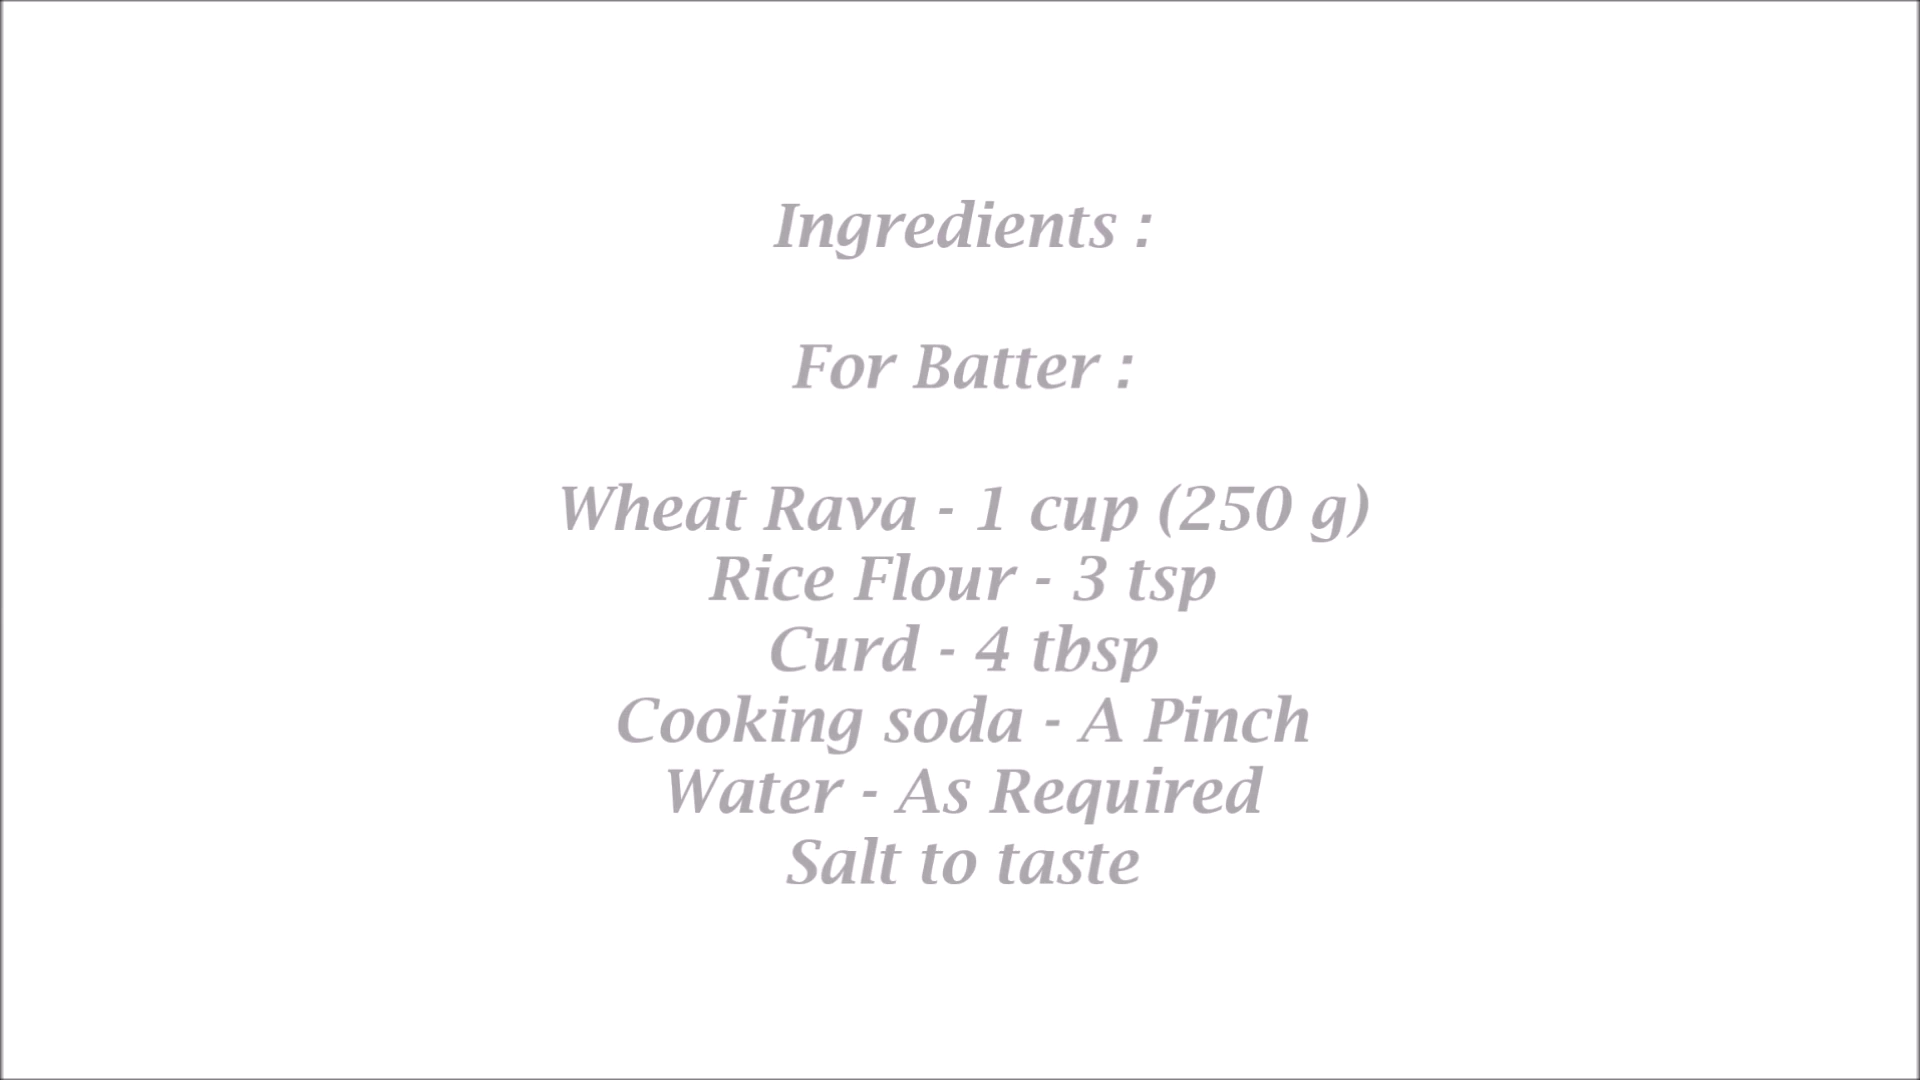 Ingredients :
For Batter :
Wheat Rava - 1 cup (250 g)
Rice Flour - 3 tsp
Curd - 4 tbsp
Cooking soda - A Pinch
Water - As Required
Salt to taste